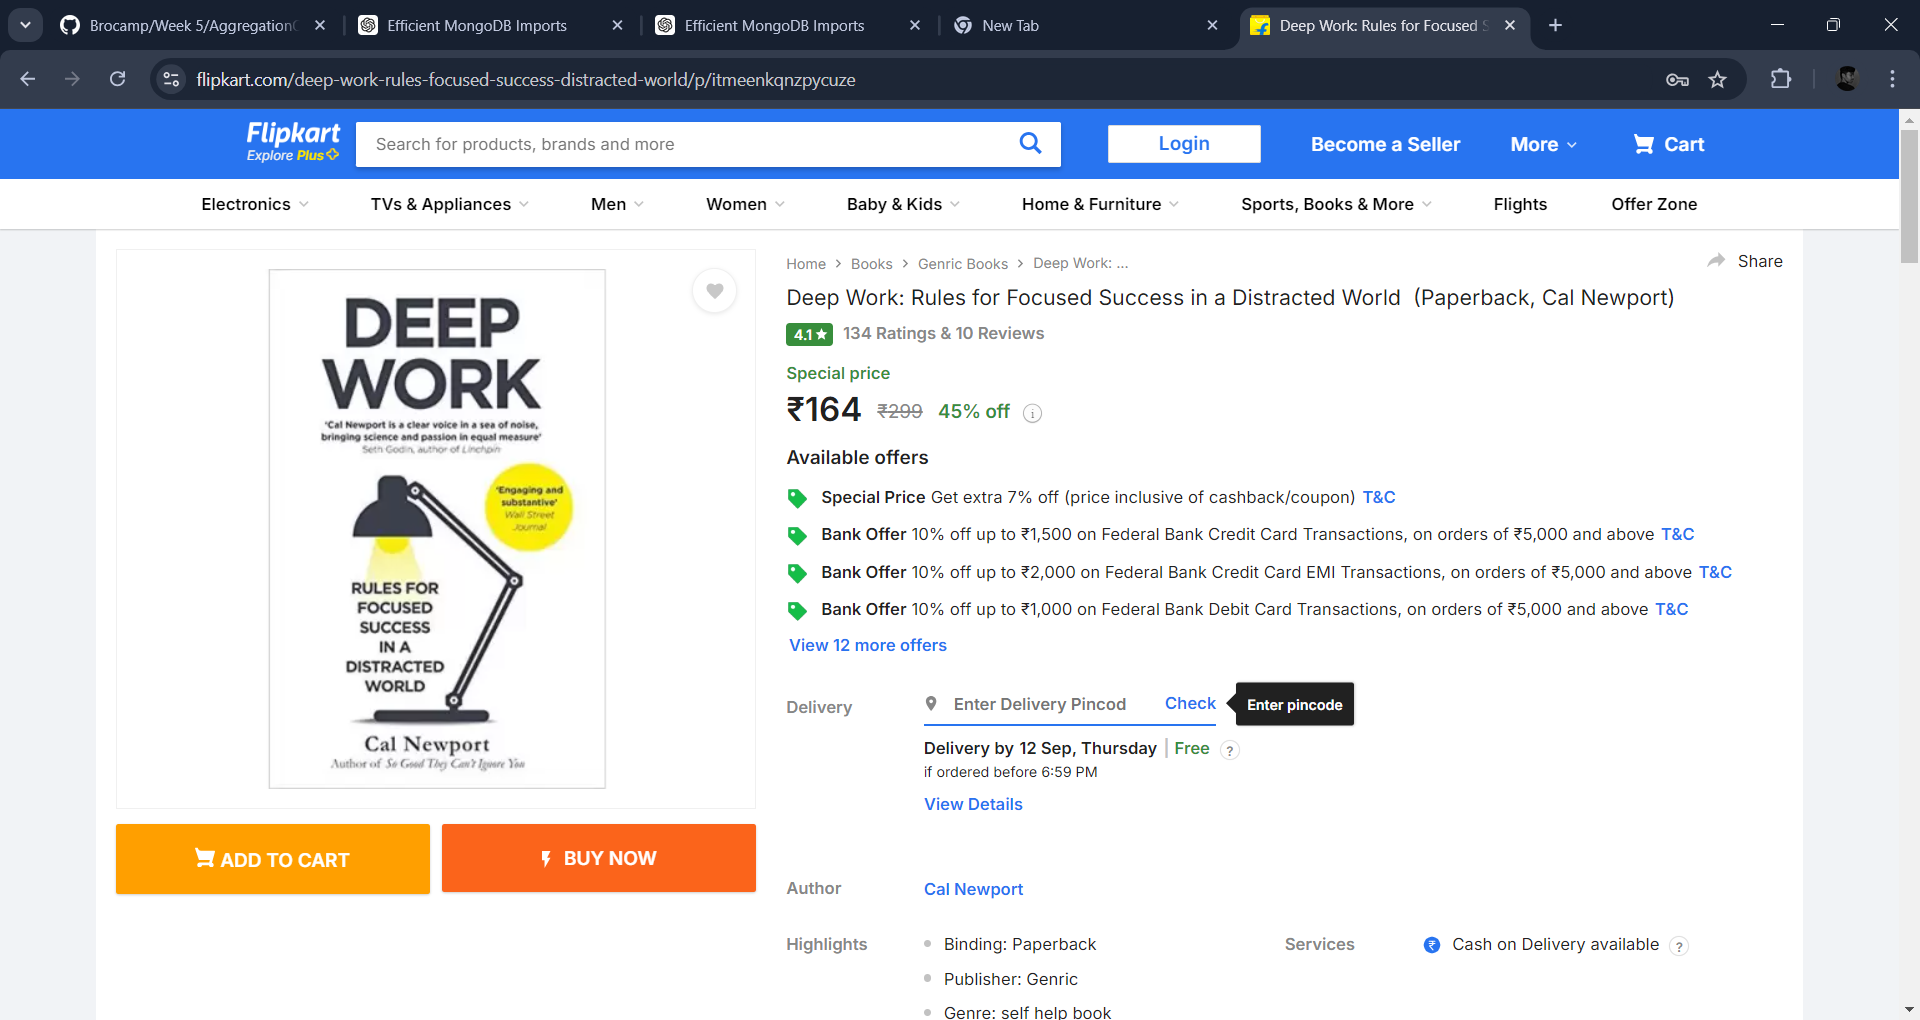 Brocamp/Week 5/Aggregation
Efficient MongoDB Imports
Efficient MongoDB Imports
New Tab
Deep Work: Rules for Focused S
flipkart.com/deep-work-rules-focused-success-distracted-world/p/itmeenkqnzpycuze
Flipkart
Explore Plus
Search for products, brands and more
Login
Become a Seller
More
Cart
Electronics
TVs & Appliances
Men
Women
Baby & Kids
Home & Furniture
Sports, Books & More
Flights
Offer Zone
DEEP
WORK
'Cal Newport is a clear voice in a sea of noise,
bringing science and passion in equal measure'
Seth Godin, author of Linchpin
'Engaging and
substantive'
Wall Street
Journal
RULES FOR
FOCUSED
SUCCESS
IN A
DISTRACTED
WORLD
Cal Newport
Author of So Good They Can't Ignore You
ADD TO CART
BUY NOW
Home > Books > Genric Books > Deep Work: ...
Share
Deep Work: Rules for Focused Success in a Distracted World (Paperback, Cal Newport)
4.1★ 134 Ratings & 10 Reviews
Special price
₹164 ₹299 45% off i
Available offers
Special Price Get extra 7% off (price inclusive of cashback/coupon) T&C
Bank Offer 10% off up to ₹1,500 on Federal Bank Credit Card Transactions, on orders of ₹5,000 and above T&C
Bank Offer 10% off up to ₹2,000 on Federal Bank Credit Card EMI Transactions, on orders of ₹5,000 and above T&C
Bank Offer 10% off up to ₹1,000 on Federal Bank Debit Card Transactions, on orders of ₹5,000 and above T&C
View 12 more offers
Delivery
Enter Delivery Pincod
Check
Enter pincode
Delivery by 12 Sep, Thursday | Free ?
if ordered before 6:59 PM
View Details
Author
Cal Newport
Highlights
Binding: Paperback
Publisher: Genric
Genre: self help book
Services
₹ Cash on Delivery available ?